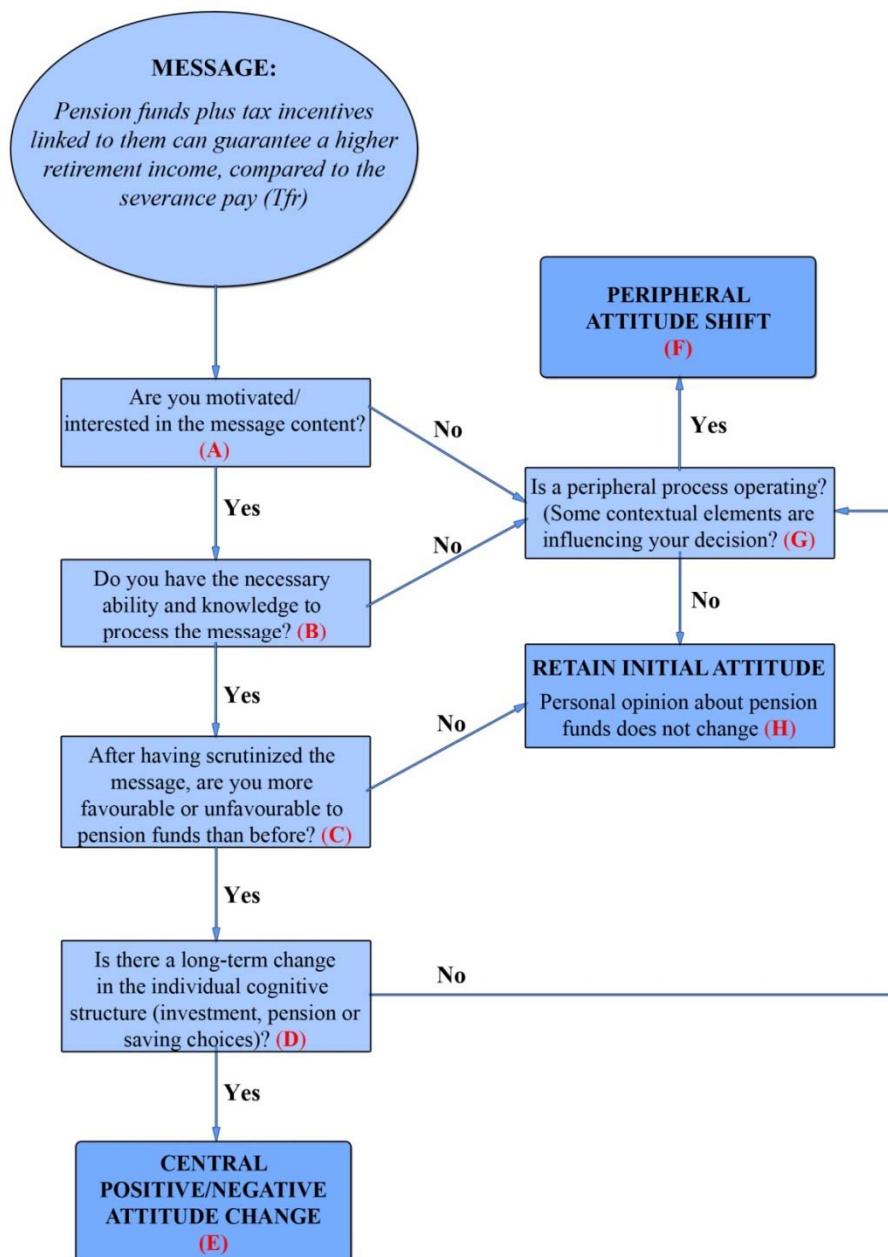 MESSAGE:
Pension funds plus tax incentives
linked to them can guarantee a higher
retirement income, compared to the
severance pay (Tfr)
PERIPHERAL
ATTITUDE SHIFT
(F)
Are you motivated/
interested in the message content?
(A)
No
Yes
Is a peripheral process operating?
(Some contextual elements are
influencing your decision? (G)
Yes
No
Do you have the necessary
ability and knowledge to
process the message? (B)
No
RETAIN INITIAL ATTITUDE
Personal opinion about pension
funds does not change (H)
Yes
No
After having scrutinized the
message, are you more
favourable or unfavourable to
pension funds than before? (C)
Yes
Is there a long-term change
in the individual cognitive
structure (investment, pension or
saving choices)? (D)
No
Yes
CENTRAL
POSITIVE/NEGATIVE
ATTITUDE CHANGE
(E)